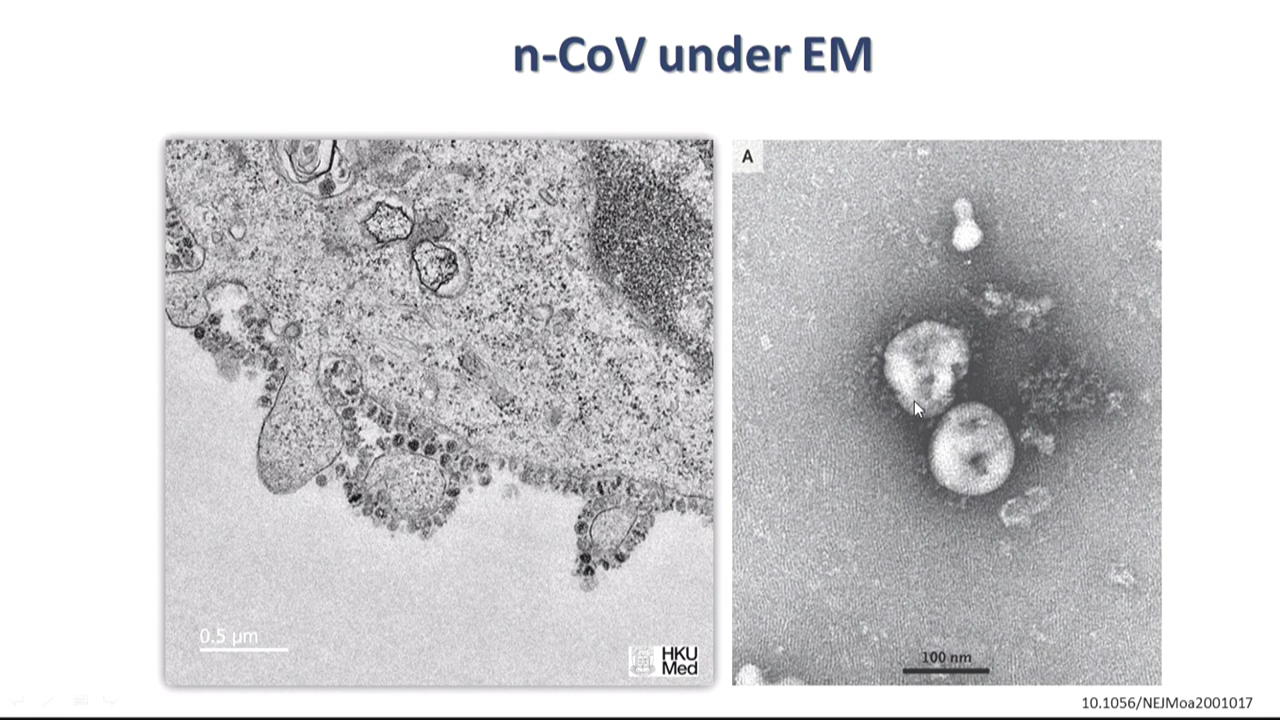 n-CoV under EM
A
0.5 µm
HKU
Med
100 nm
10.1056/NEJMoa2001017